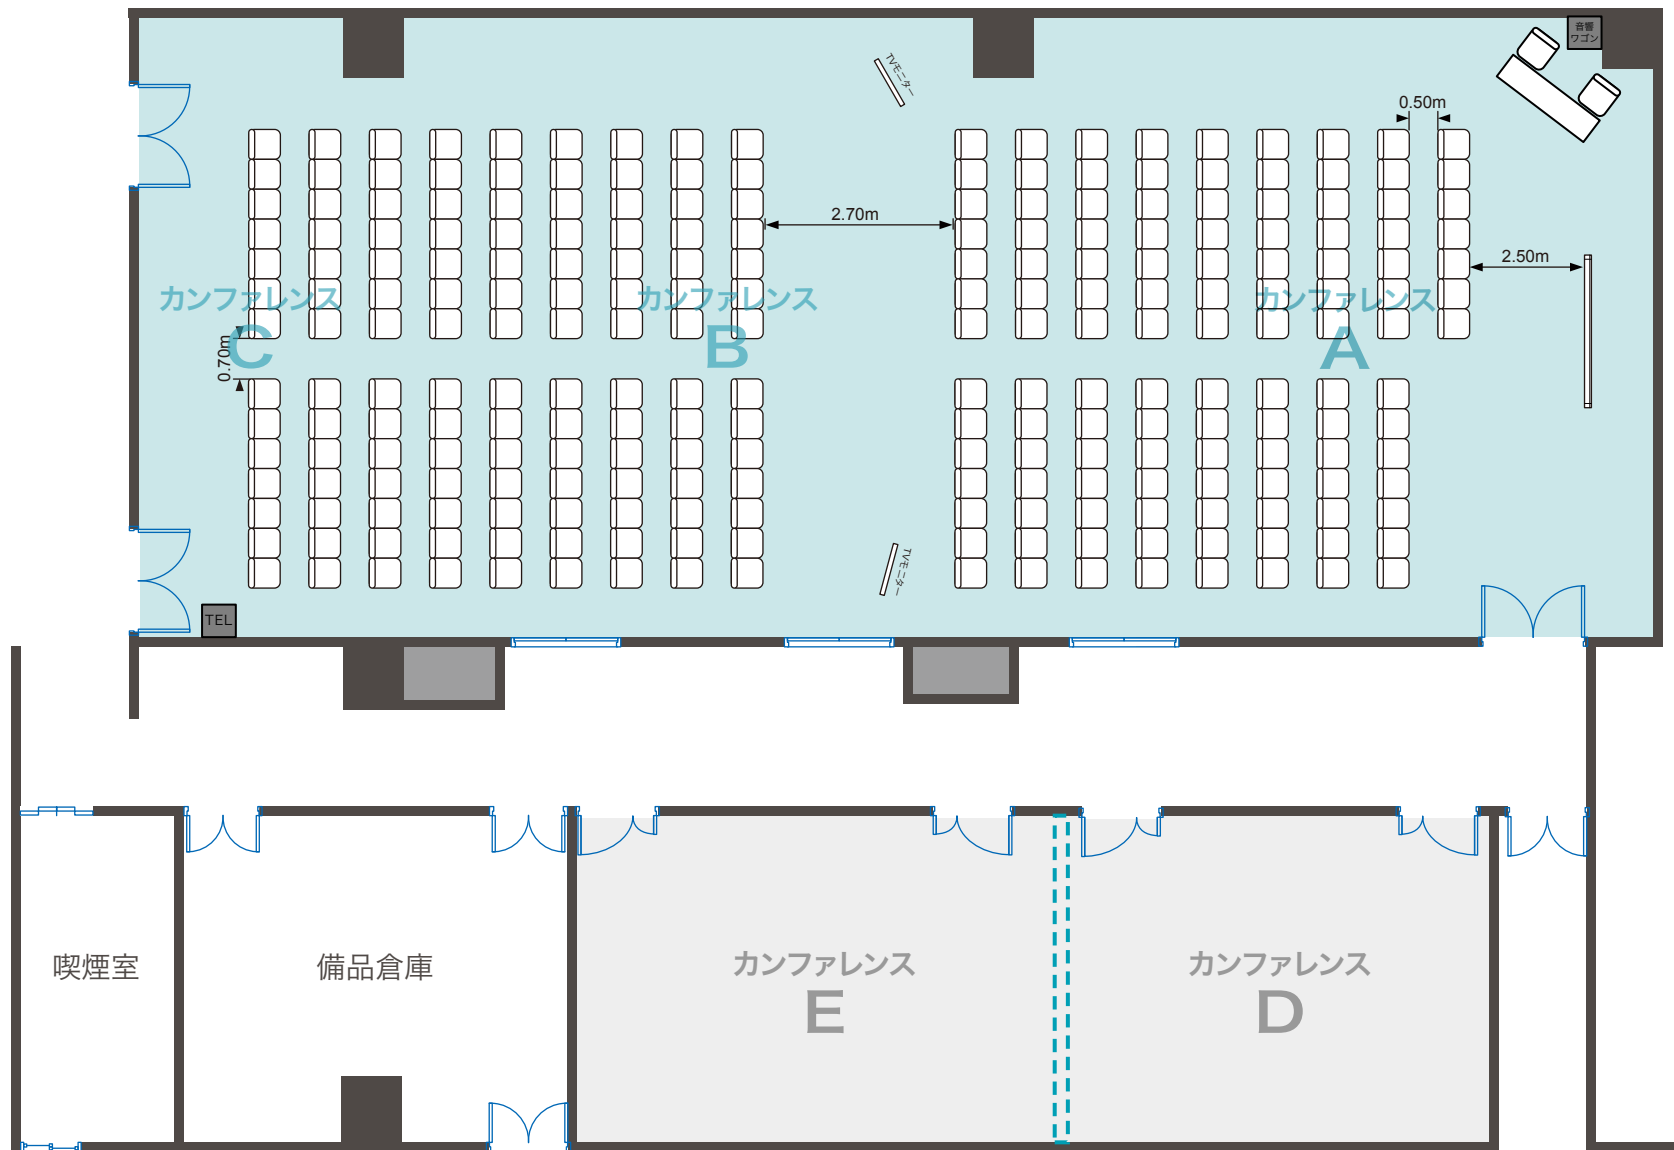 音響
ワゴン
TVモニター
0.50m
2.70m
2.50m
カンファレンス
C
カンファレンス
B
カンファレンス
A
0.70m
TVモニター
TEL
喫煙室
備品倉庫
カンファレンス
E
カンファレンス
D